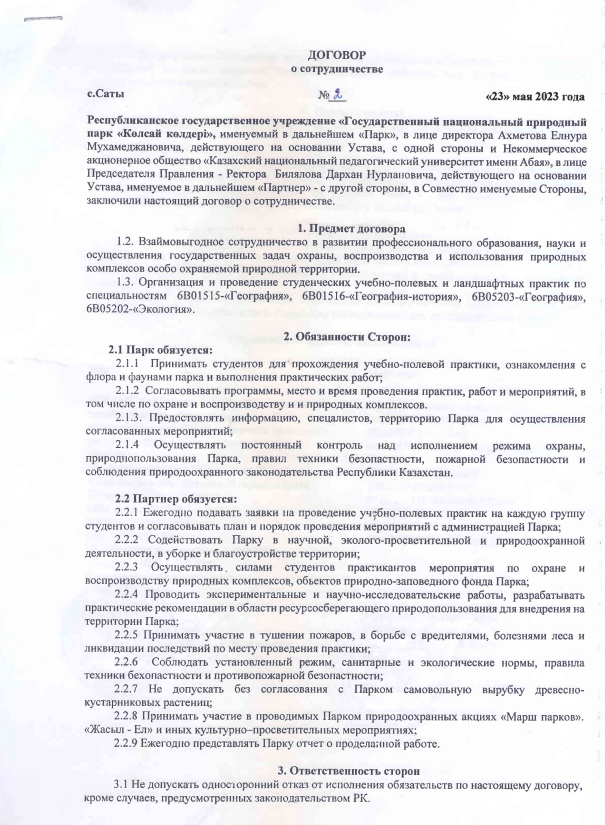 ДОГОВОР
о сотрудничестве
с.Саты №2 «23» мая 2023 года
Республиканское государственное учреждение «Государственный национальный природный
парк «Көлсай көлдері», именуемый в дальнейшем «Парк», в лице директора Ахметова Елнура
Мухамеджановича, действующего на основании Устава, с одной стороны и Некоммерческое
акционерное общество «Казахский национальный педагогический университет имени Абая», в лице
Председателя Правления - Ректора Билялова Дархан Нурлановича, действующего на основании
Устава, именуемое в дальнейшем «Партнер» - с другой стороны, в Совместно именуемые Стороны,
заключили настоящий договор о сотрудничестве.
1. Предмет договора
1.2. Взаймовыгодное сотрудничество в развитии профессионального образования, науки и
осуществления государственных задач охраны, воспроизводства и использования природных
комплексов особо охраняемой природной территории.
1.3. Организация и проведение студенческих учебно-полевых и ландшафтных практик по
специальностям 6В01515-«География», 6В01516-«География-история», 6В05203-«География»,
6В05202-«Экология».
2. Обязанности Сторон:
2.1 Парк обязуется:
2.1.1 Принимать студентов для прохождения учебно-полевой практики, ознакомления с
флора и фаунами парка и выполнения практических работ;
2.1.2 Согласовывать программы, место и время проведения практик, работ и мероприятий, в
том числе по охране и воспроизводству и и природных комплексов.
2.1.3. Предостовлять информацию, спецалистов, территорию Парка для осуществления
согласованных мероприятий;
2.1.4 Осуществлять постоянный контроль над исполнением режима охраны,
природнопользования Парка, правил техники безопастности, пожарной безопастности и
соблюдения природоохранного законодательства Республики Казахстан.
2.2 Партнер обязуется:
2.2.1 Ежегодно подавать заявки на проведение учебно-полевых практик на каждую группу
студентов и согласовывать план и порядок проведения мероприятий с администрацией Парка;
2.2.2 Содействовать Парку в научной, эколого-просветительной и природоохранной
деятельности, в уборке и благоустройстве территории;
2.2.3 Осуществлять силами студентов практикантов мероприятия по охране и
воспроизводству природных комплексов, обьектов природно-заповедного фонда Парка;
2.2.4 Проводить экспериментальные и научно-исследовательские работы, разрабатывать
практические рекомендации в области ресурсосберегающего природопользования для внедрения на
територии Парка;
2.2.5 Принимать участие в тушении пожаров, в борьбе с вредителями, болезнями леса и
ликвидации последствий по месту проведения практики;
2.2.6 Соблюдать установленный режим, санитарные и экологические нормы, правила
техники бехопастности и противопожарной безопастности;
2.2.7 Не допускать без согласования с Парком самовольную вырубку древесно-
кустарниковых растениц;
2.2.8 Принимать участие в проводимых Парком природоохранных акциях «Марш парков».
«Жасыл - Ел» и иных культурно–просветительных мероприятиях;
2.2.9 Ежегодно представлять Парку отчет о проделанной работе.
3. Ответственность сторон
3.1 Не допускать односторонний отказ от исполнения обязательств по настоящему договору,
кроме случаев, предусмотренных законодательством РК.